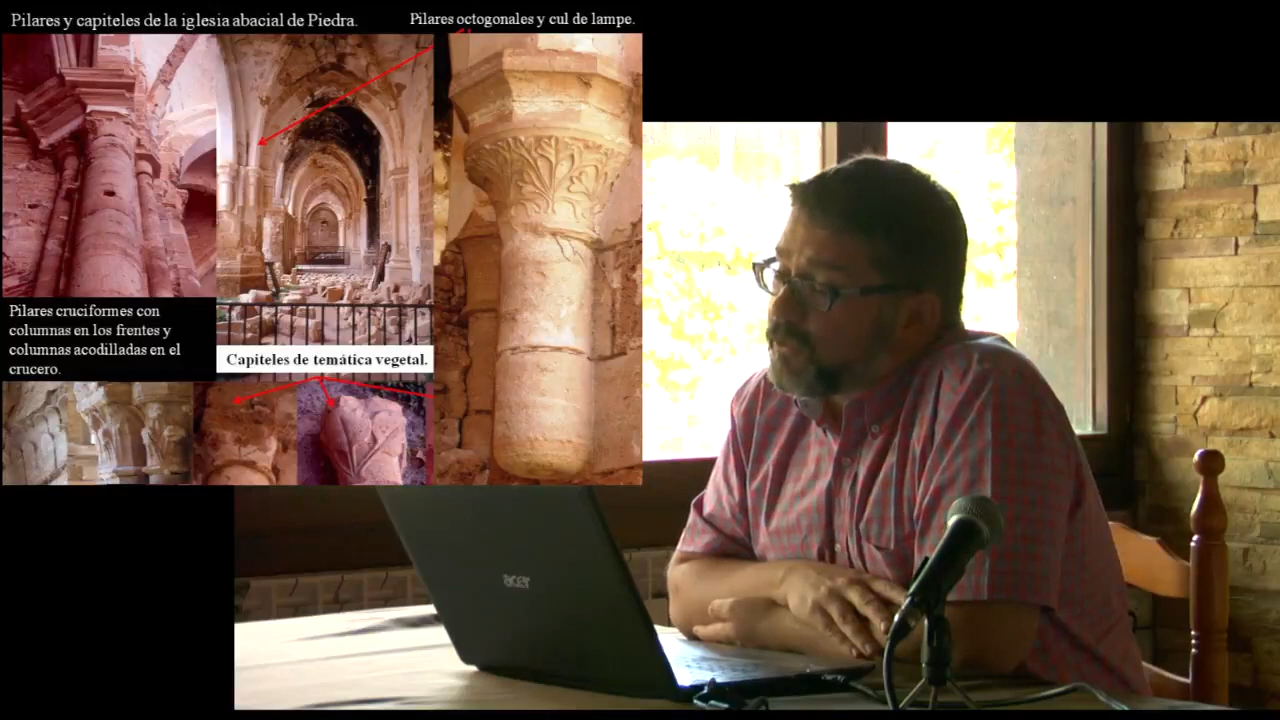 Pilares y capiteles de la iglesia abacial de Piedra.
Pilares octogonales y cul de lampe.
Pilares cruciformes con
columnas en los frentes y
columnas acodilladas en el
crucero.
Capiteles de temática vegetal.
acer